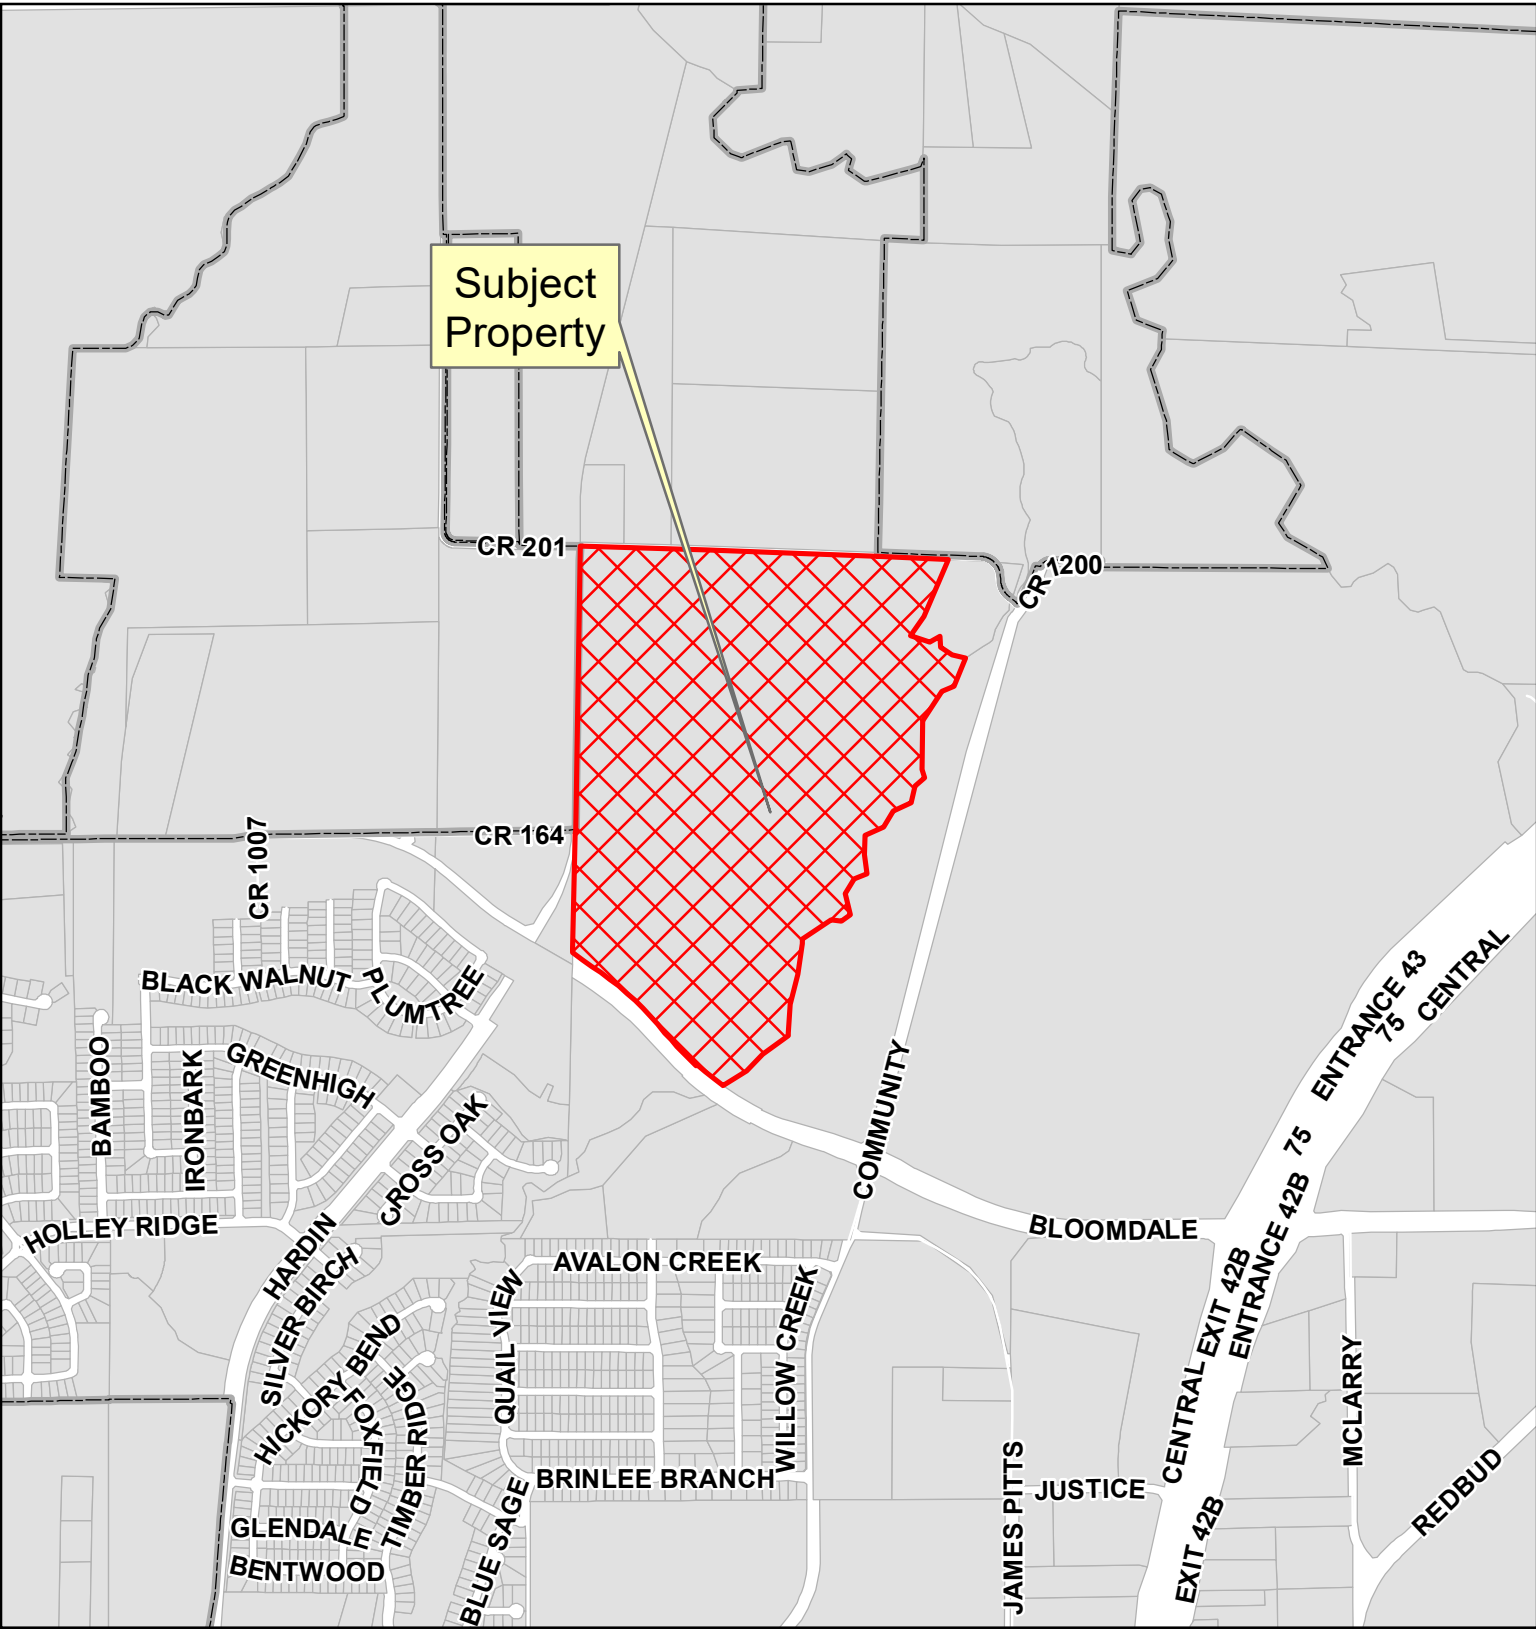 Subject
Property
CR 201
CR 1200
CR 164
CR 1007
BLACK WALNUT
PLUMTREE
ENTRANCE 43
75 CENTRAL
BAMBOO
IRONBARK
GREENHIGH
CROSS OAK
COMMUNITY
75
HOLLEY RIDGE
HARDIN
SILVER BIRCH
BLOOMDALE
ENTRANCE 42B
AVALON CREEK
QUAIL VIEW
WILLOW CREEK
CENTRAL EXIT 42B
HICKORY BEND
FOXFIELD
TIMBER RIDGE
MCLARRY
BRINLEE BRANCH
JAMES PITTS
JUSTICE
REDBUD
GLENDALE
BENTWOOD
BLUE SAGE
EXIT 42B